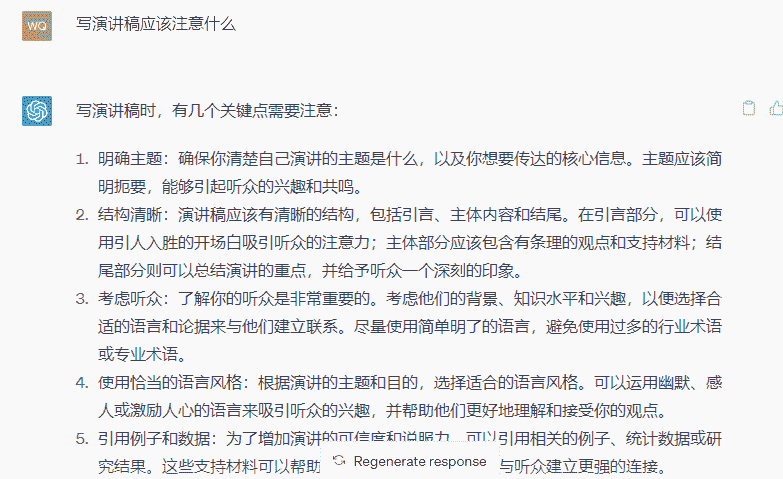 WQ
写演讲稿应该注意什么
写演讲稿时，有几个关键点需要注意：
1. 明确主题：确保你清楚自己演讲的主题是什么，以及你想要传达的核心信息。主题应该简
明扼要，能够引起听众的兴趣和共鸣。
2. 结构清晰：演讲稿应该有清晰的结构，包括引言、主体内容和结尾。在引言部分，可以使
用引人入胜的开场白吸引听众的注意力；主体部分应该包含有条理的观点和支持材料；结
尾部分则可以总结演讲的重点，并给予听众一个深刻的印象。
3. 考虑听众：了解你的听众是非常重要的。考虑他们的背景、知识水平和兴趣，以便选择合
适的语言和论据来与他们建立联系。尽量使用简单明了的语言，避免使用过多的行业术语
或专业术语。
4. 使用恰当的语言风格：根据演讲的主题和目的，选择适合的语言风格。可以运用幽默、感
人或激励人心的语言来吸引听众的兴趣，并帮助他们更好地理解和接受你的观点。
5. 引用例子和数据：为了增加演讲的可信度和说服力，可以引用相关的例子、统计数据或研
究结果。这些支持材料可以帮助 与听众建立更强的连接。
Regenerate response